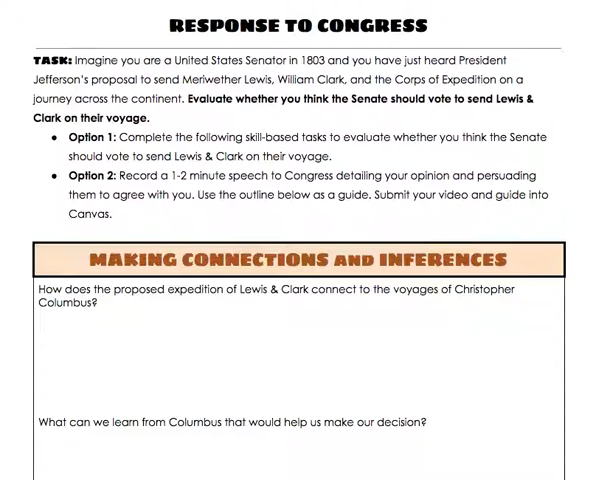 RESPONSE TO CONGRESS
TASK: Imagine you are a United States Senator in 1803 and you have just heard President
Jefferson's proposal to send Meriwether Lewis, William Clark, and the Corps of Expedition on a
journey across the continent. Evaluate whether you think the Senate should vote to send Lewis &
Clark on their voyage.
● Option 1: Complete the following skill-based tasks to evaluate whether you think the Senate
should vote to send Lewis & Clark on their voyage.
● Option 2: Record a 1-2 minute speech to Congress detailing your opinion and persuading
them to agree with you. Use the outline below as a guide. Submit your video and guide into
Canvas.
MAKING CONNECTIONS AND INFERENCES
How does the proposed expedition of Lewis & Clark connect to the voyages of Christopher
Columbus?
What can we learn from Columbus that would help us make our decision?